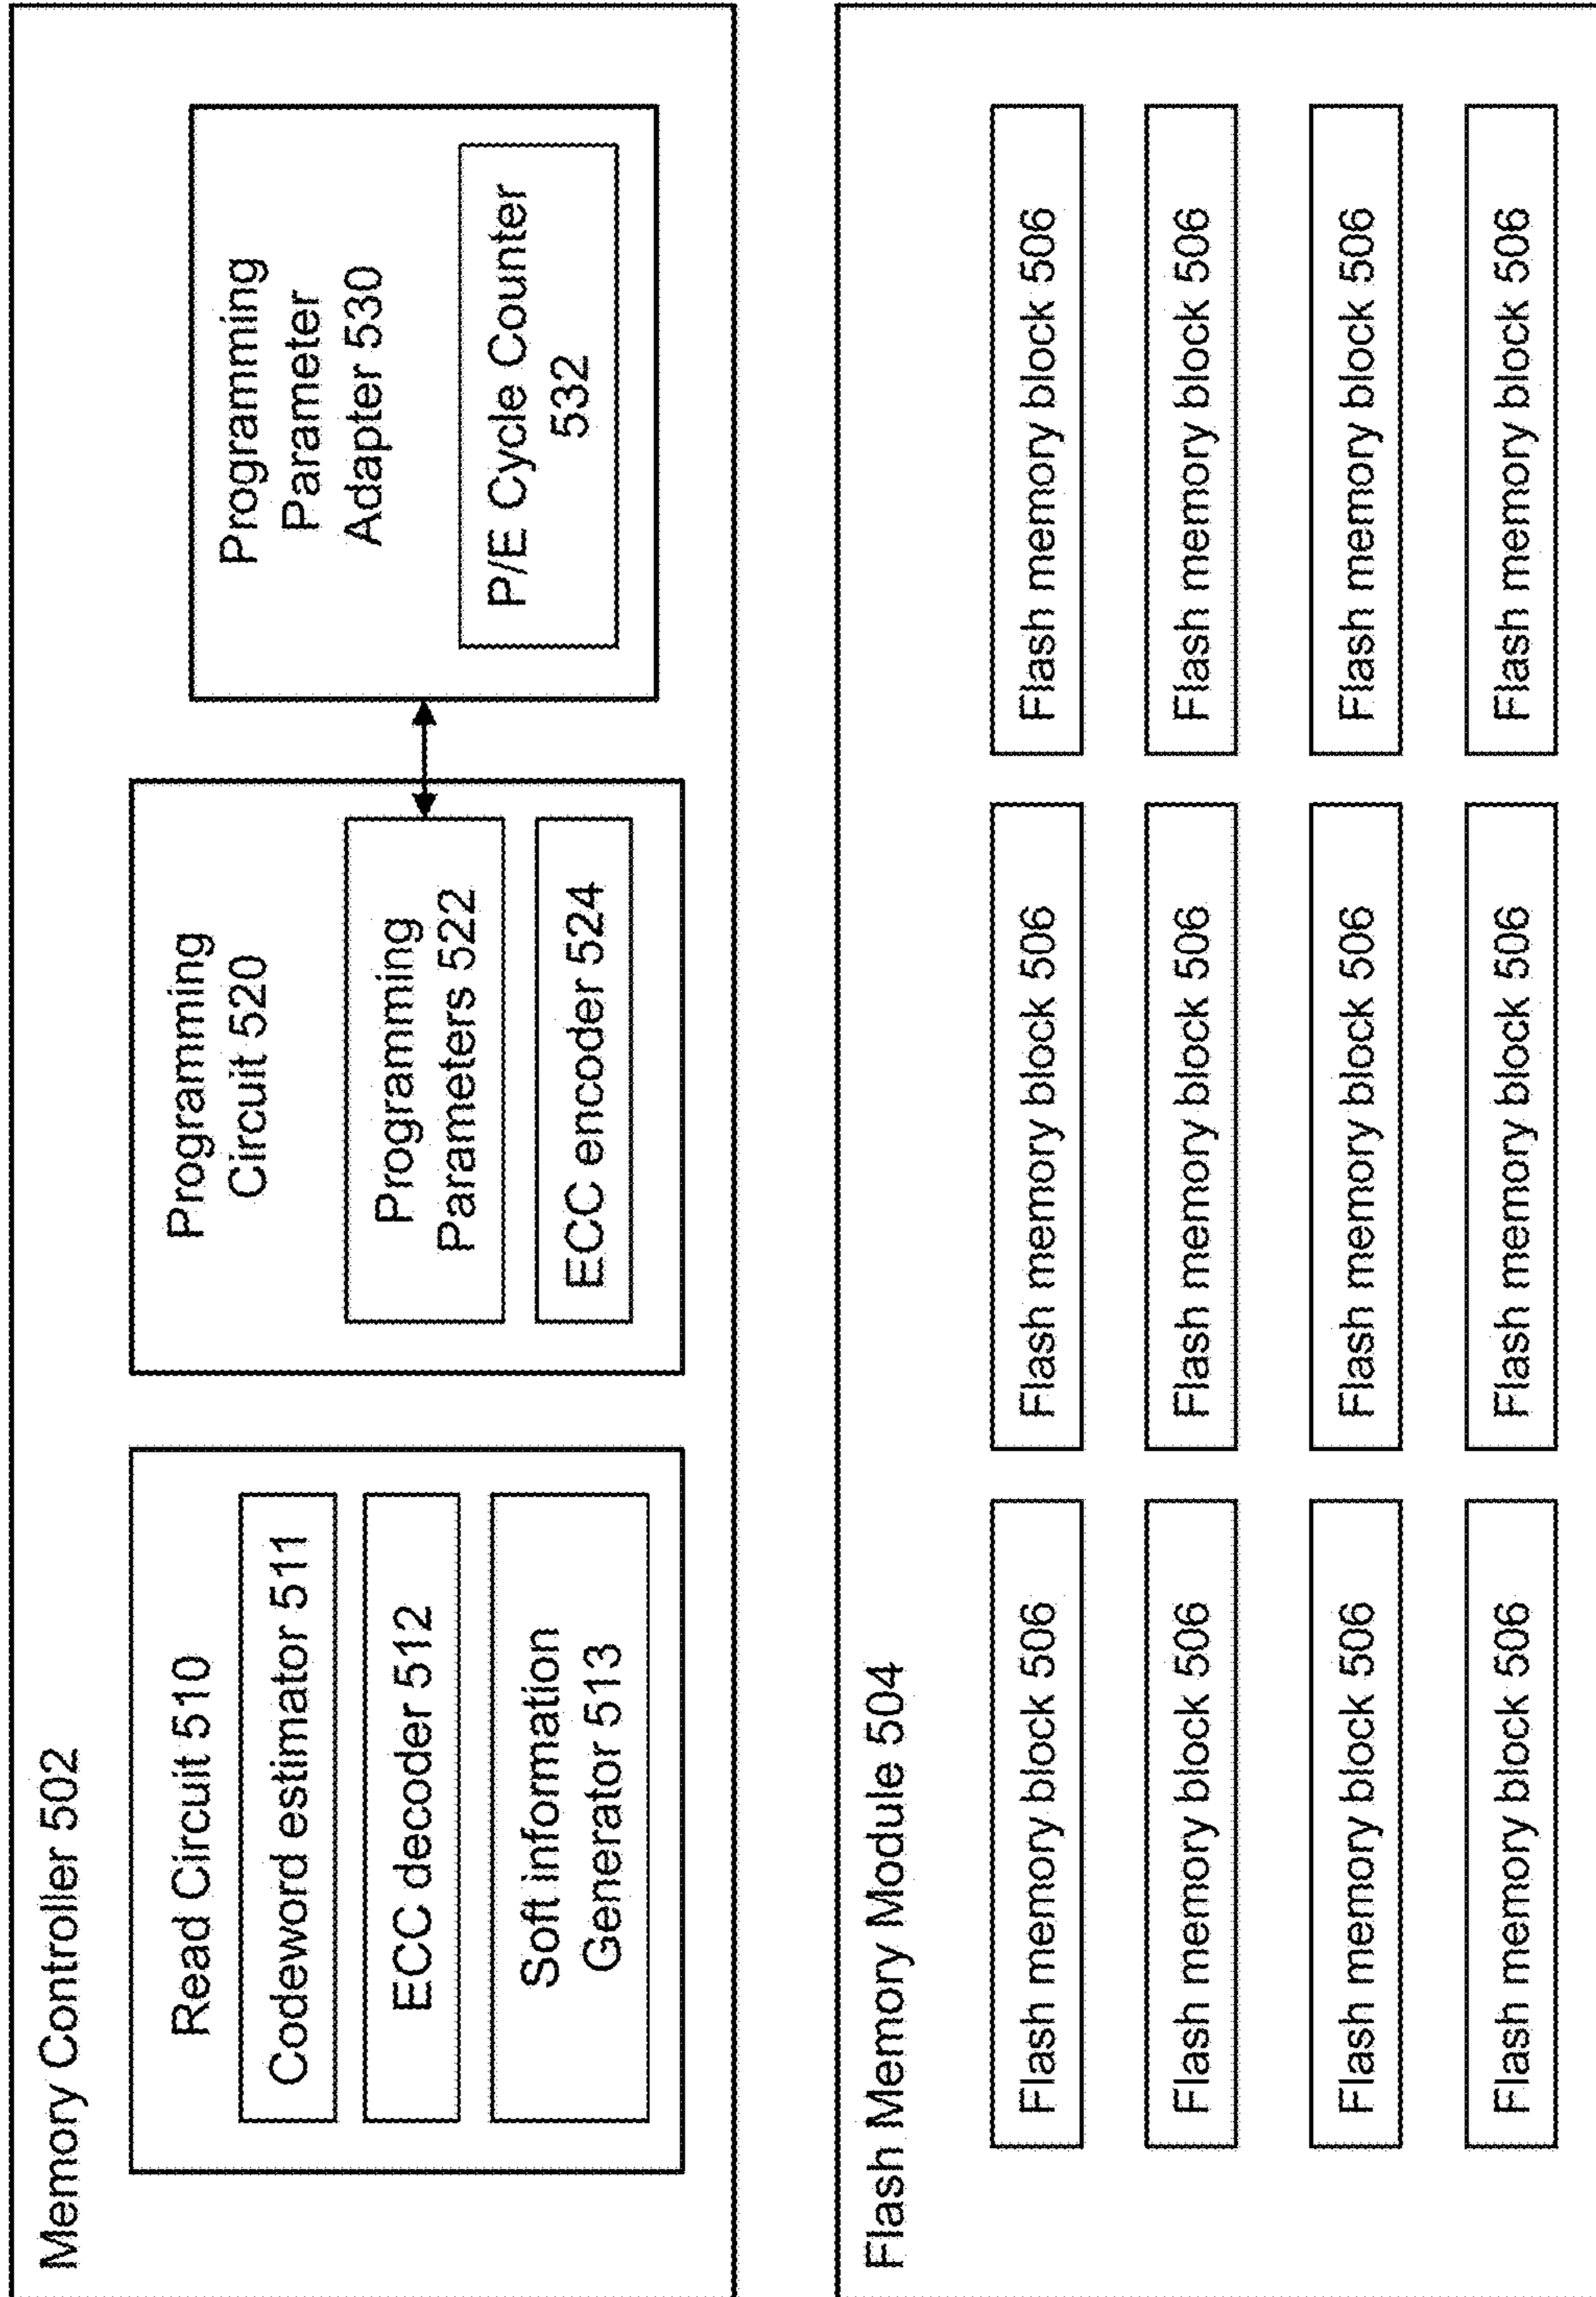 Memory Controller 502
Read Circuit 510
Codeword estimator 511
ECC decoder 512
Soft information
Generator 513
Programming
Circuit 520
Programming
Parameters 522
ECC encoder 524
Programming
Parameter
Adapter 530
P/E Cycle Counter
532
Flash Memory Module 504
Flash memory block 506
Flash memory block 506
Flash memory block 506
Flash memory block 506
Flash memory block 506
Flash memory block 506
Flash memory block 506
Flash memory block 506
Flash memory block 506
Flash memory block 506
Flash memory block 506
Flash memory block 506